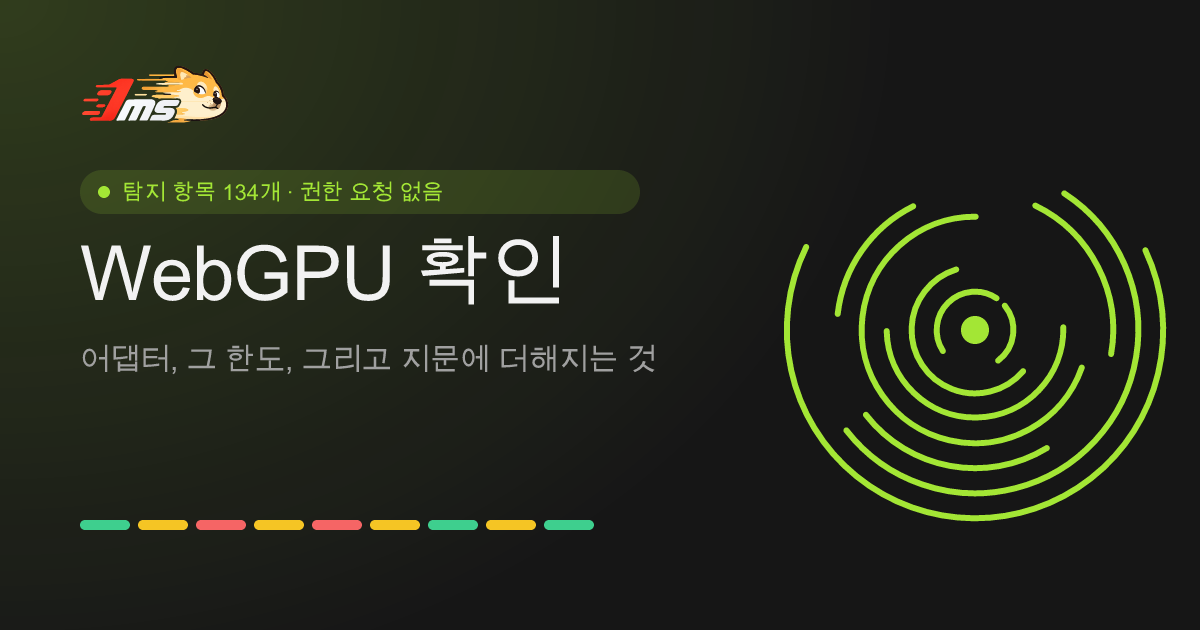 1ms
탐지 항목 134개 · 권한 요청 없음
WebGPU 확인
어댑터, 그 한도, 그리고 지문에 더해지는 것